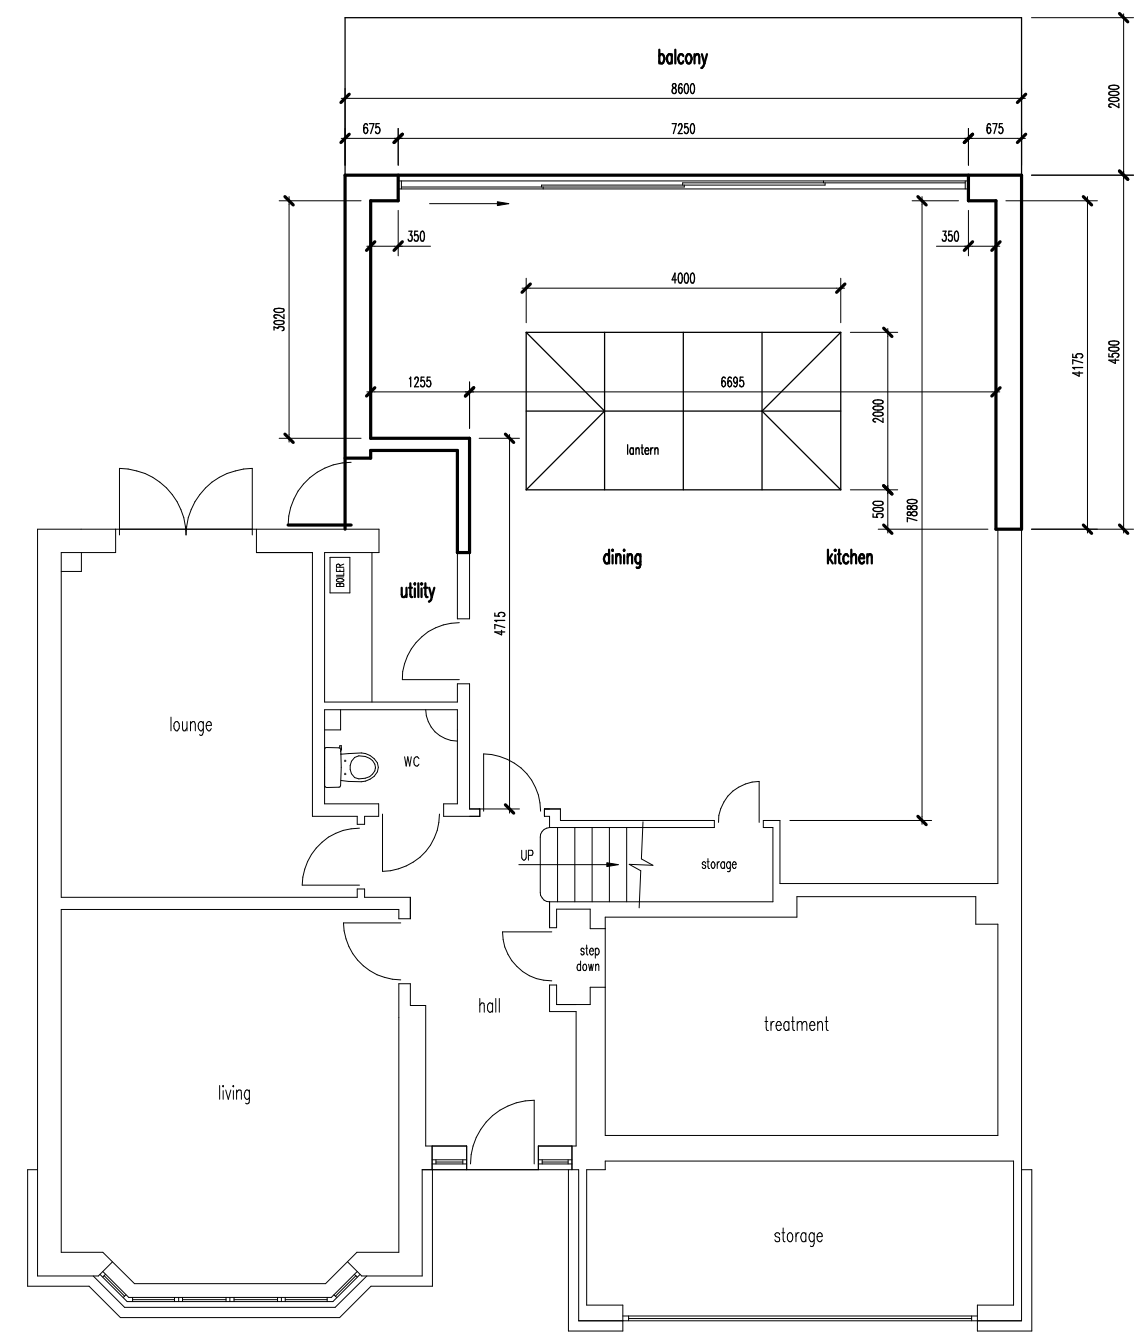 balcony
8600
2000
675
7250
675
350
350
4000
3020
1255
6695
2000
4175
4500
lantern
500
7880
dining
kitchen
BOILER
utility
4715
lounge
WC
UP
storage
step
down
hall
treatment
living
storage